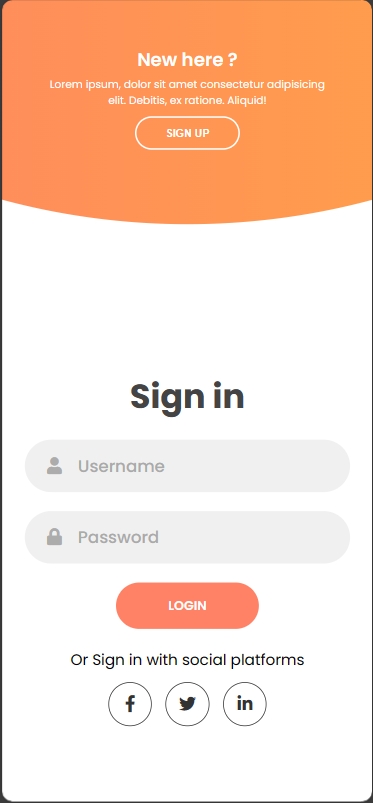 New here ?
Lorem ipsum, dolor sit amet consectetur adipisicing
elit. Debitis, ex ratione. Aliquid!
SIGN UP
Sign in
Username
Password
LOGIN
Or Sign in with social platforms